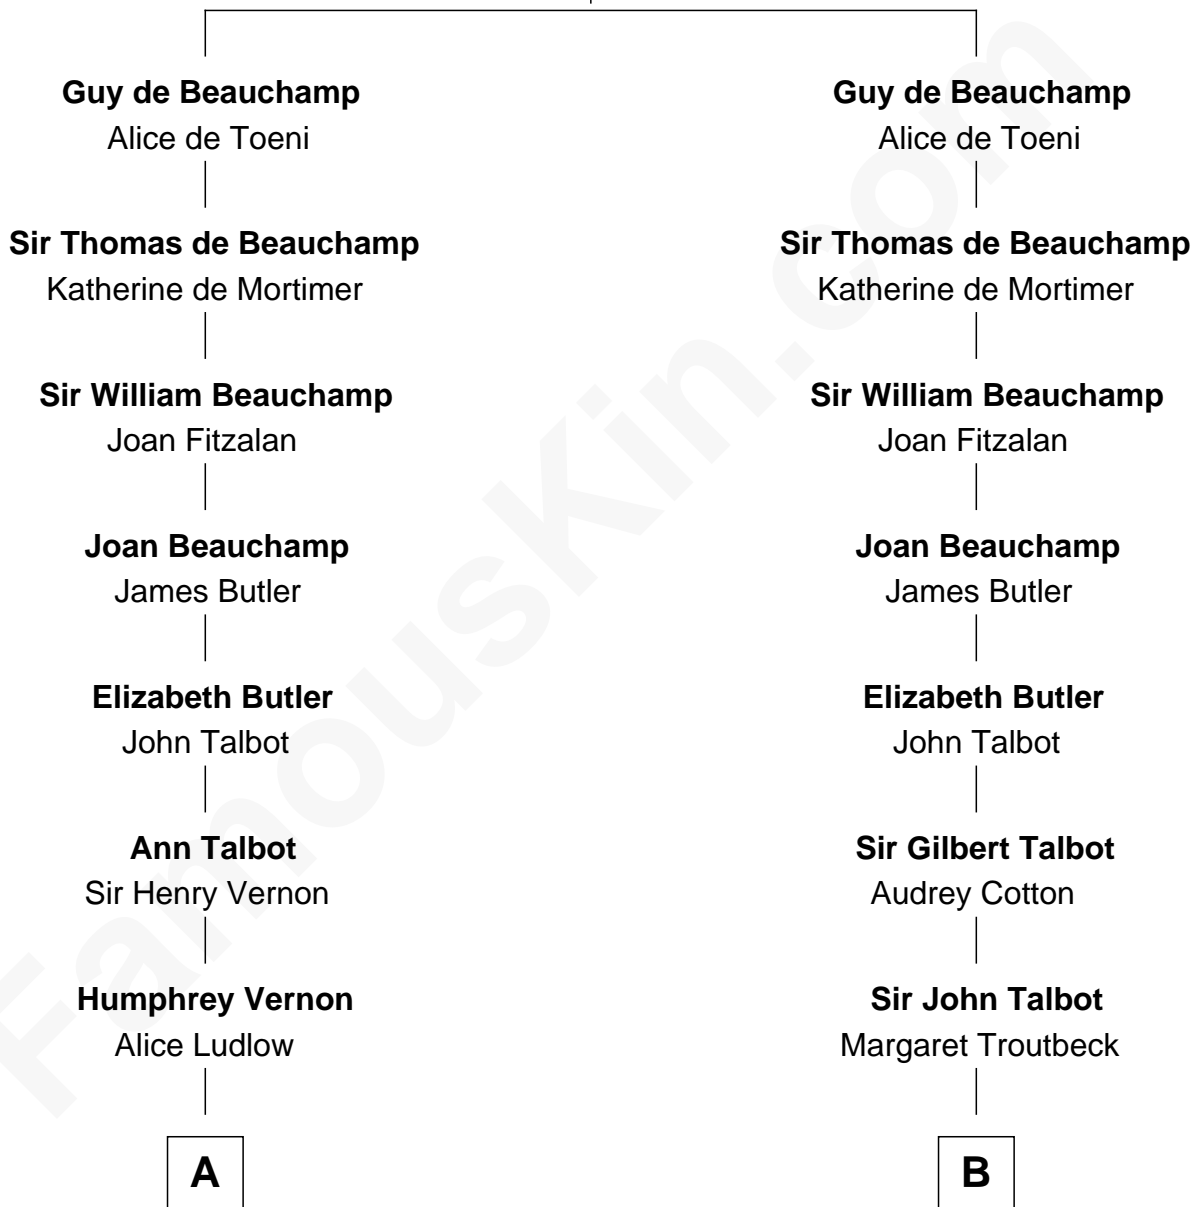 Guy de Beauchamp
Alice de Toeni
Sir Thomas de Beauchamp
Katherine de Mortimer
Sir William Beauchamp
Joan Fitzalan
Joan Beauchamp
James Butler
Elizabeth Butler
John Talbot
Ann Talbot
Sir Henry Vernon
Humphrey Vernon
Alice Ludlow
A
Guy de Beauchamp
Alice de Toeni
Sir Thomas de Beauchamp
Katherine de Mortimer
Sir William Beauchamp
Joan Fitzalan
Joan Beauchamp
James Butler
Elizabeth Butler
John Talbot
Sir Gilbert Talbot
Audrey Cotton
Sir John Talbot
Margaret Troutbeck
B
FamousKin.com